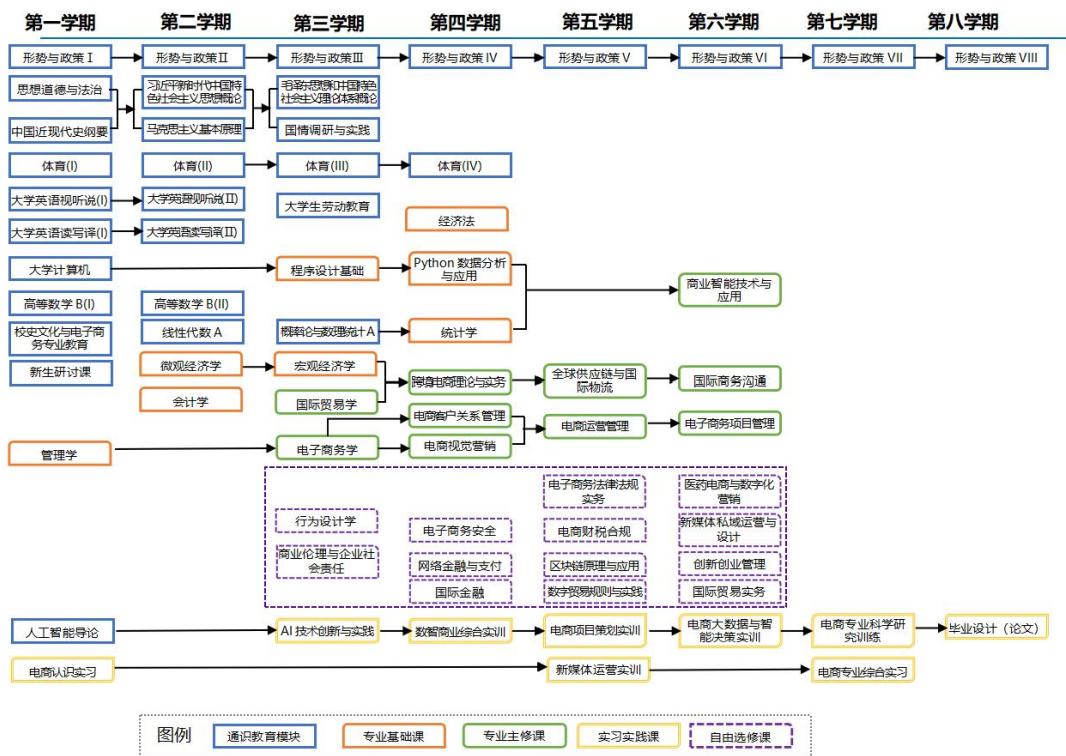 第一学期 第二学期 第三学期 第四学期 第五学期 第六学期 第七学期 第八学期
形势与政策 I 形势与政策 II 形势与政策III 形势与政策 IV 形势与政策 V 形势与政策 VI 形势与政策 VII 形势与政策 VIII
思想道德与法治
习近平新时代中国特
色社会主义思想概论
毛泽东思想和中国特色
社会主义理论体系概论
中国近现代史纲要 马克思主义基本原理 国情调研与实践
体育(I) 体育(II) 体育(III) 体育(IV)
大学英语视听说(I) 大学英语视听说(II) 大学生劳动教育
经济法
大学英语读写译(I) 大学英语读写译(II)
大学计算机 程序设计基础
Python 数据分析
与应用
商业智能技术与
应用
高等数学 B(I) 高等数学 B(II)
校史文化与电子商
务专业教育
线性代数 A 概率论与数理统计 A 统计学
新生研讨课 微观经济学 宏观经济学
跨境电商理论与实务
全球供应链与国
际物流
国际商务沟通
会计学 国际贸易学
电商客户关系管理 电商运营管理 电子商务项目管理
管理学 电子商务学 电商视觉营销
电子商务法律法规
实务
医药电商与数字化
营销
行为设计学 电子商务安全 电商财税合规
新媒体私域运营与
设计
商业伦理与企业社
会责任
网络金融与支付 区块链原理与应用 创新创业管理
国际金融 数字贸易规则与实践 国际贸易实务
人工智能导论 AI 技术创新与实践 数智商业综合实训 电商项目策划实训
电商大数据与智
能决策实训
电商专业科学研
究训练
毕业设计（论文）
电商认识实习 新媒体运营实训 电商专业综合实习
图例 通识教育模块 专业基础课 专业主修课 实习实践课 自由选修课